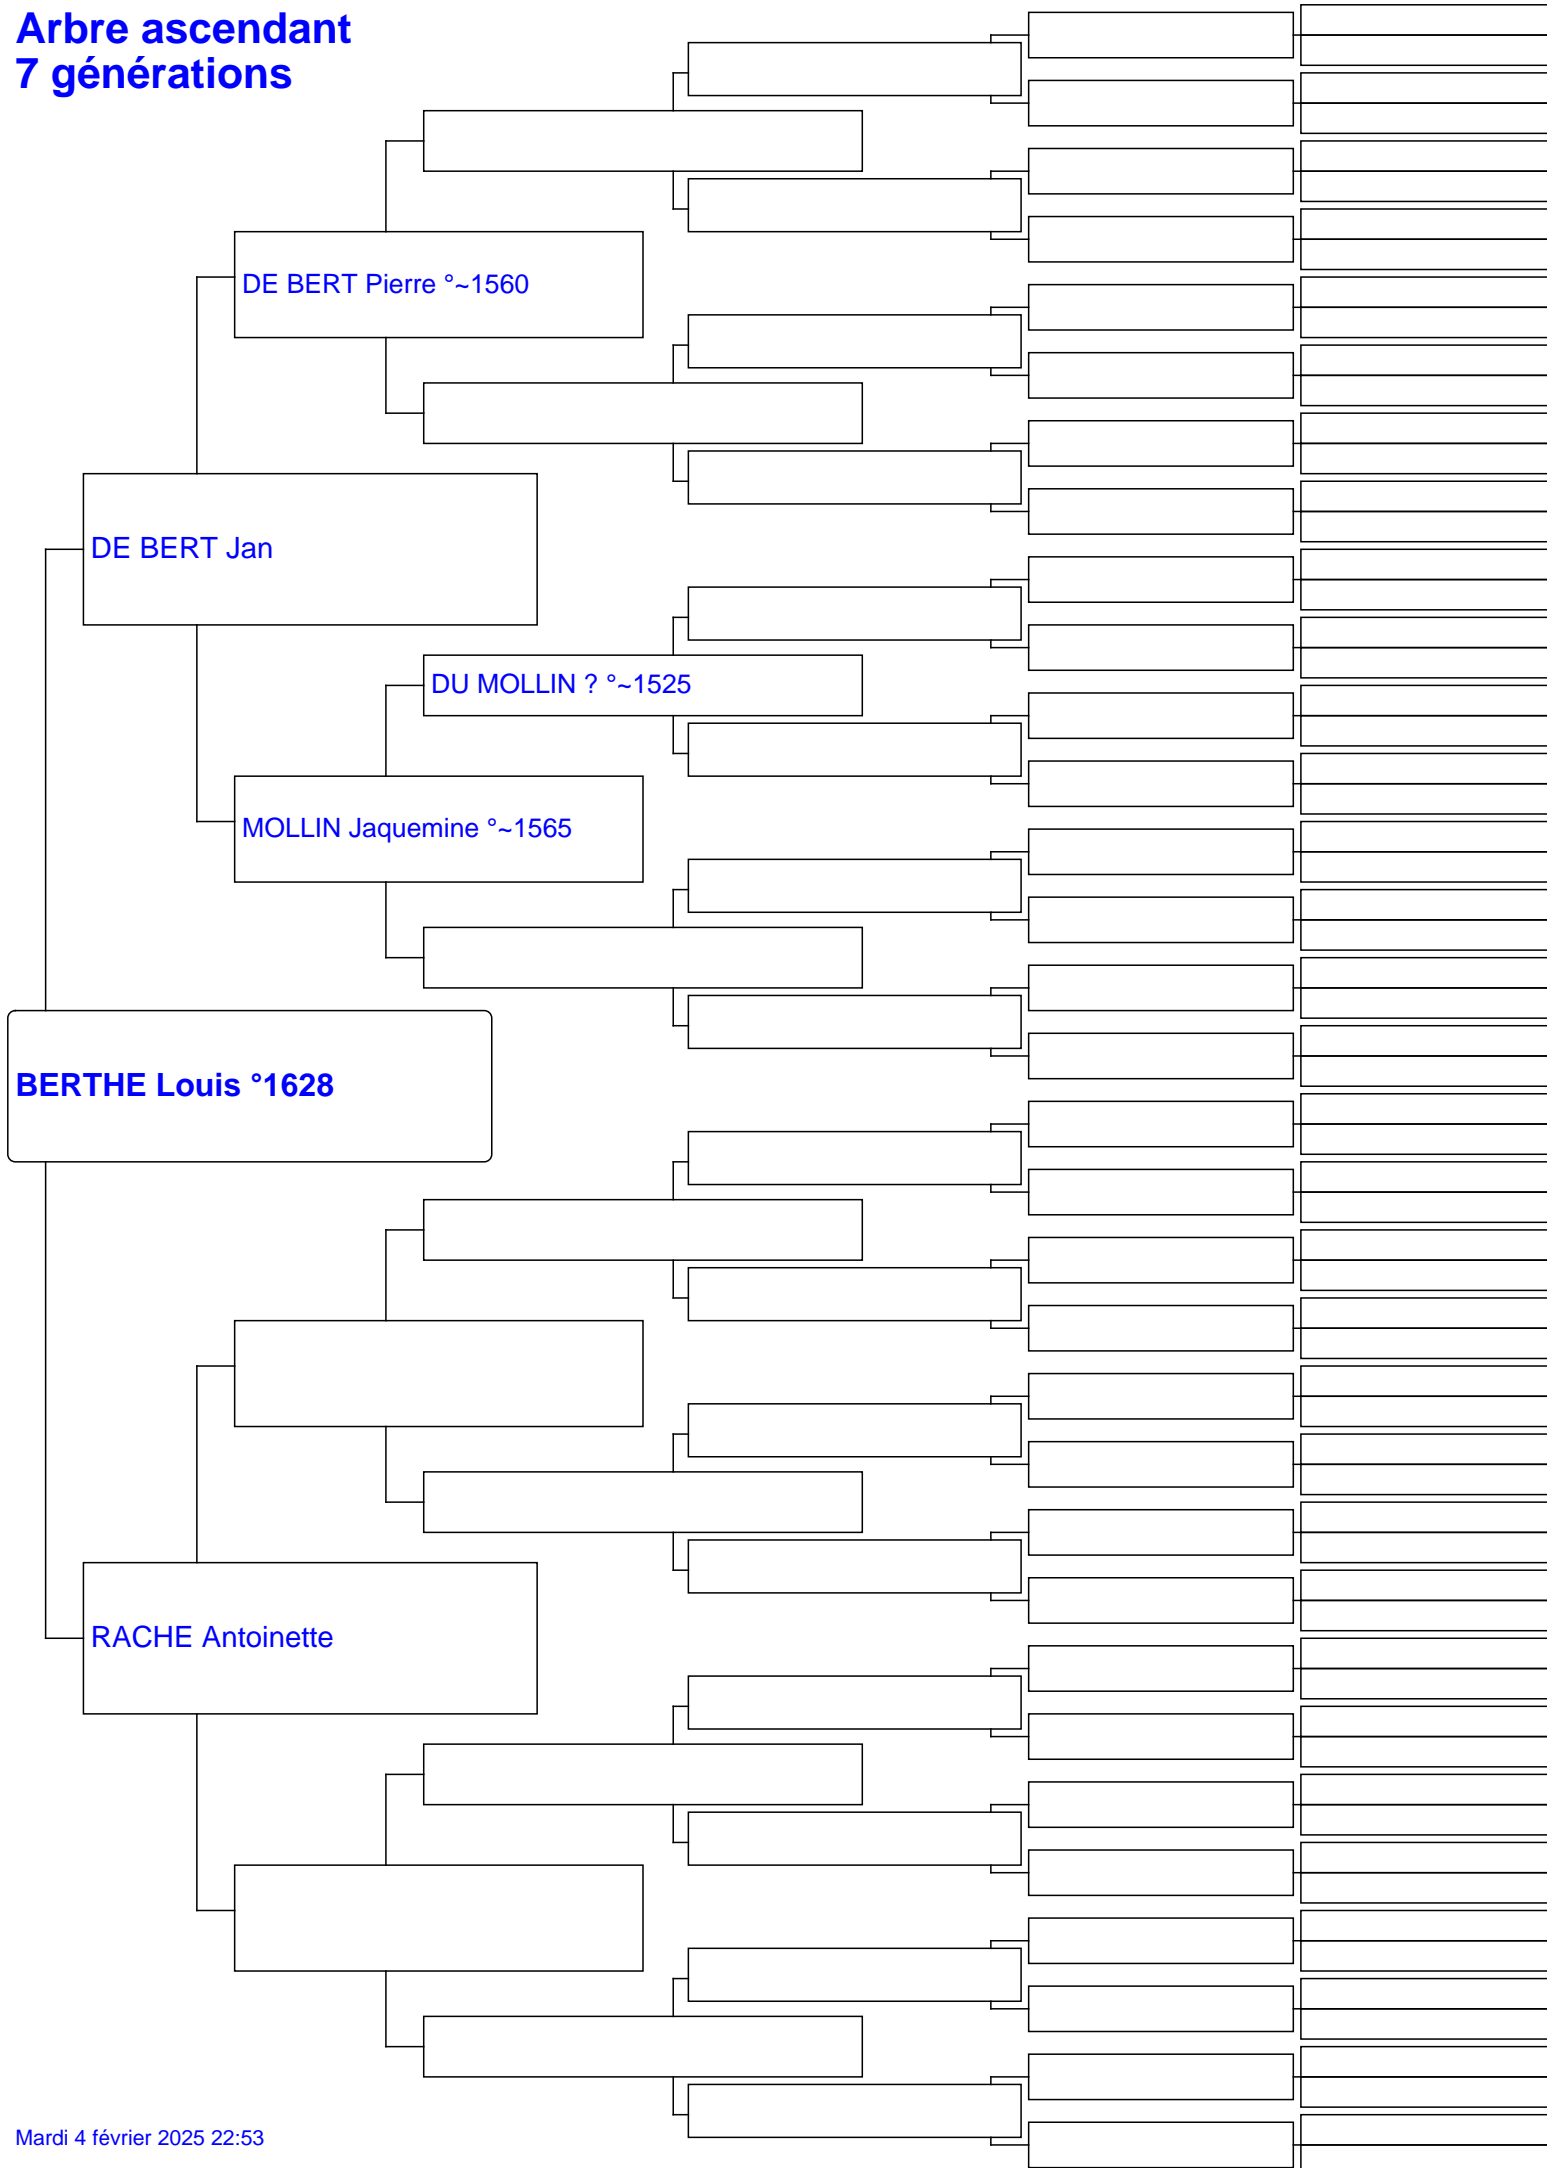 Arbre ascendant
7 générations
DE BERT Pierre °~1560
DE BERT Jan
DU MOLLIN ? °~1525
MOLLIN Jaquemine °~1565
BERTHE Louis °1628
RACHE Antoinette
Mardi 4 février 2025 22:53